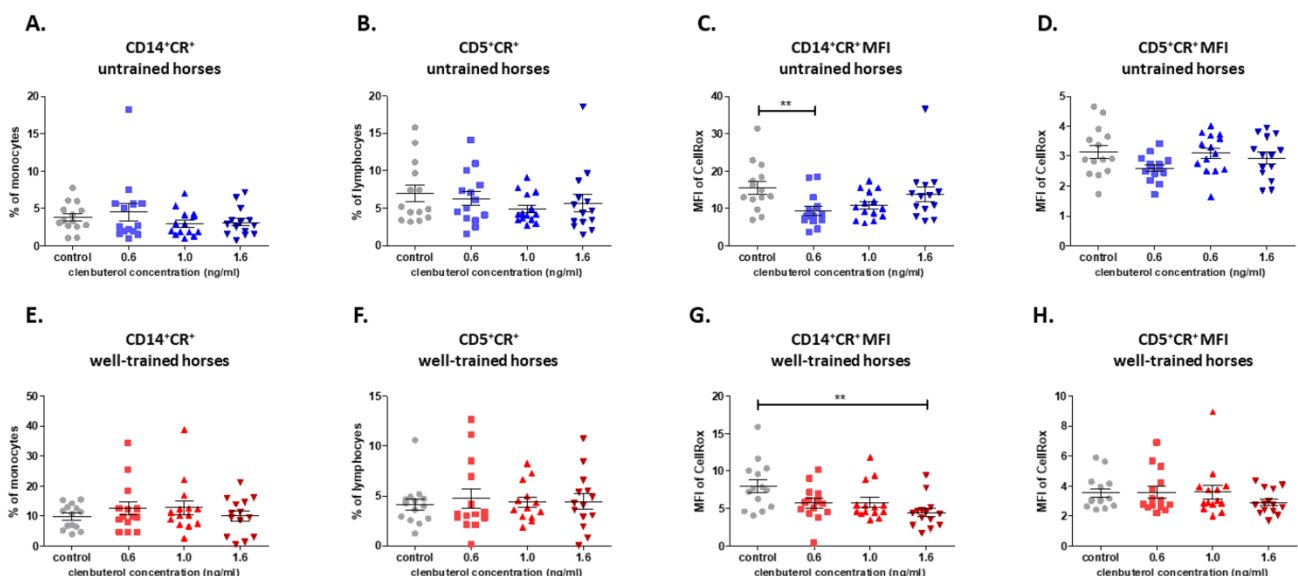 A.
CD14⁺CR⁺
untrained horses
% of monocytes
20
15
10
5
0
control 0.6 1.0 1.6
clenbuterol concentration (ng/ml)
B.
CD5⁺CR⁺
untrained horses
% of lymphocyes
20
15
10
5
0
control 0.6 1.0 1.6
clenbuterol concentration (ng/ml)
C.
CD14⁺CR⁺ MFI
untrained horses
MFI of CellRox
40
30
20
10
0
**
control 0.6 1.0 1.6
clenbuterol concentration (ng/ml)
D.
CD5⁺CR⁺ MFI
untrained horses
MFI of CellRox
5
4
3
2
1
0
control 0.6 0.6 1.6
clenbuterol concentration (ng/ml)
E.
CD14⁺CR⁺
well-trained horses
% of monocytes
50
40
30
20
10
0
control 0.6 1.0 1.6
clenbuterol concentration (ng/ml)
F.
CD5⁺CR⁺
well-trained horses
% of lymphocyes
15
10
5
0
control 0.6 1.0 1.6
clenbuterol concentration (ng/ml)
G.
CD14⁺CR⁺ MFI
well-trained horses
MFI of CellRox
20
15
10
5
0
**
control 0.6 1.0 1.6
clenbuterol concentration (ng/ml)
H.
CD5⁺CR⁺ MFI
well-trained horses
MFI of CellRox
10
8
6
4
2
0
control 0.6 1.0 1.6
clenbuterol concentration (ng/ml)